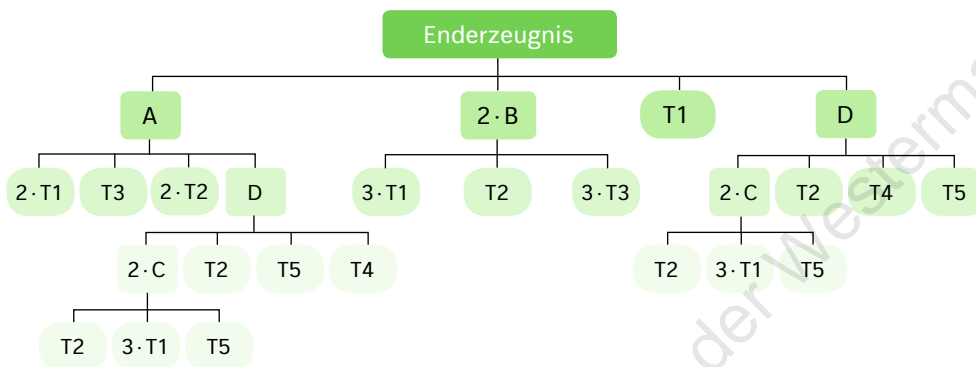 Enderzeugnis
A 2·B T1 D
2·T1 T3 2·T2 D 3·T1 T2 3·T3 2·C T2 T4 T5
2·C T2 T5 T4 T2 3·T1 T5
T2 3·T1 T5
der